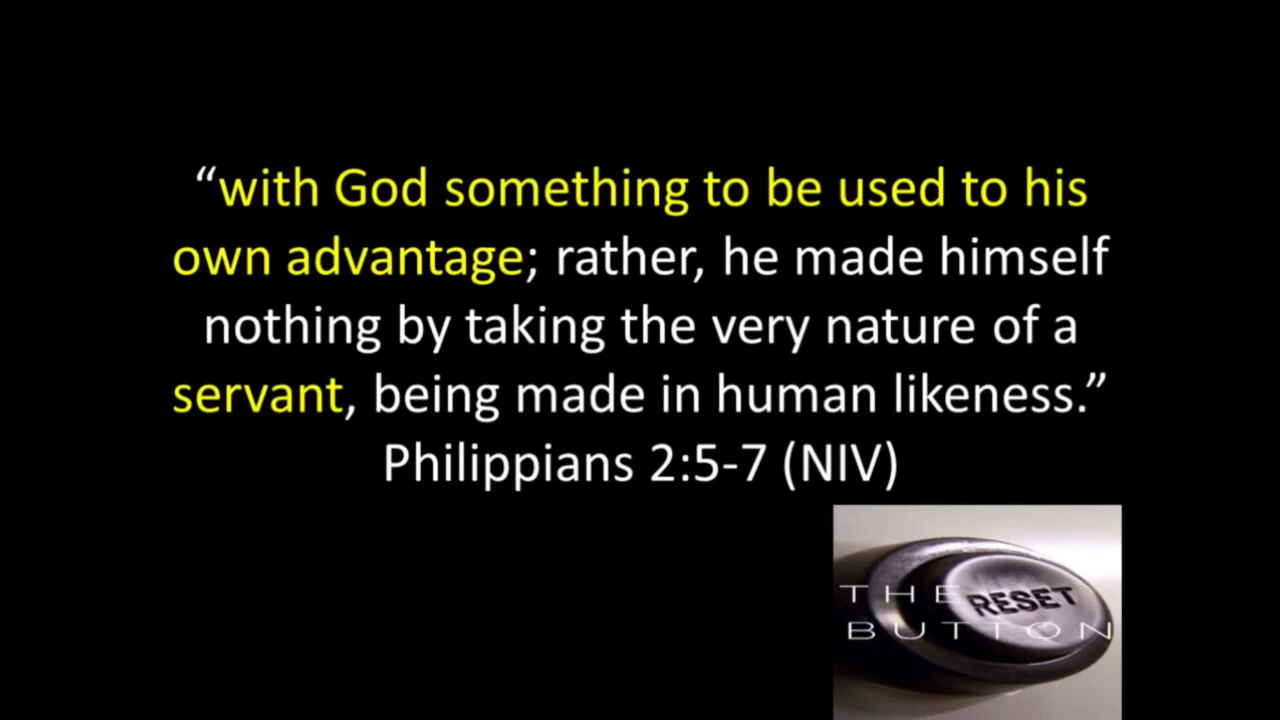 “with God something to be used to his
own advantage; rather, he made himself
nothing by taking the very nature of a
servant, being made in human likeness.”
Philippians 2:5-7 (NIV)
THE RESET
BUTTON